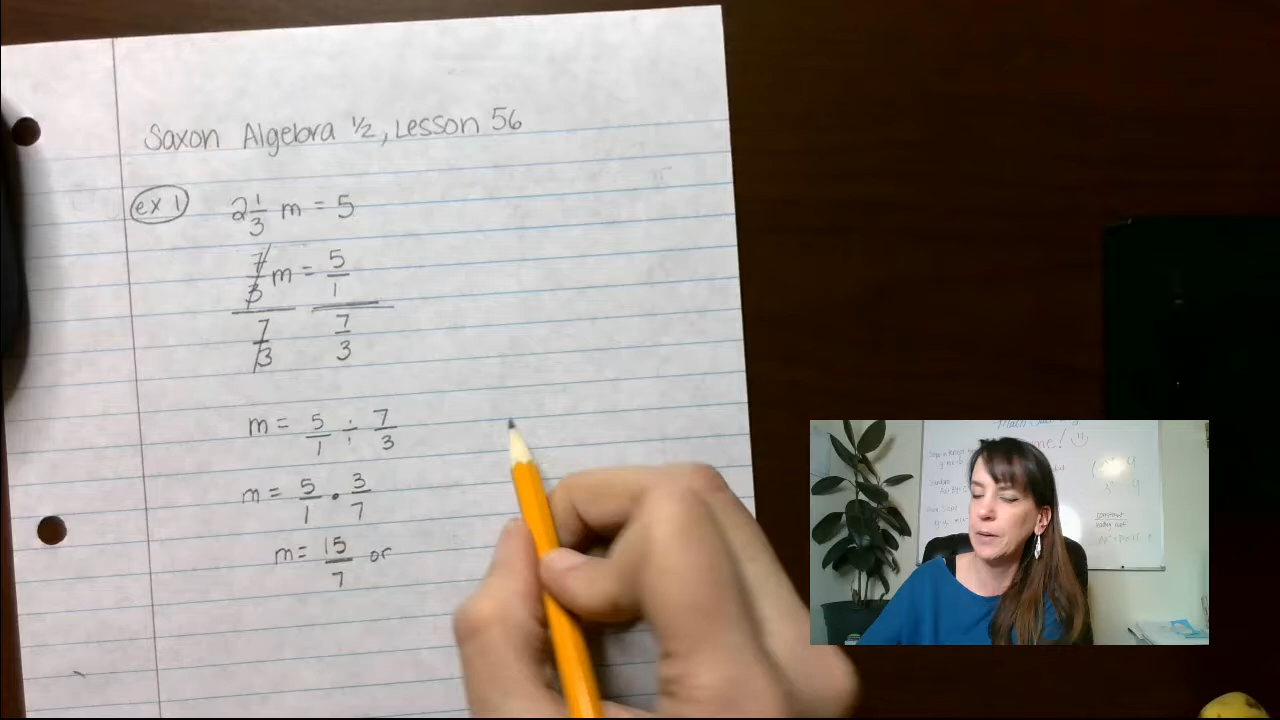 Saxon Algebra 1/2, Lesson 56
ex 1 2 1/3 m = 5
7/3 m = 5/1
7/3 7/3
m = 5/1 ÷ 7/3
m = 5/1 • 3/7
m = 15/7 or